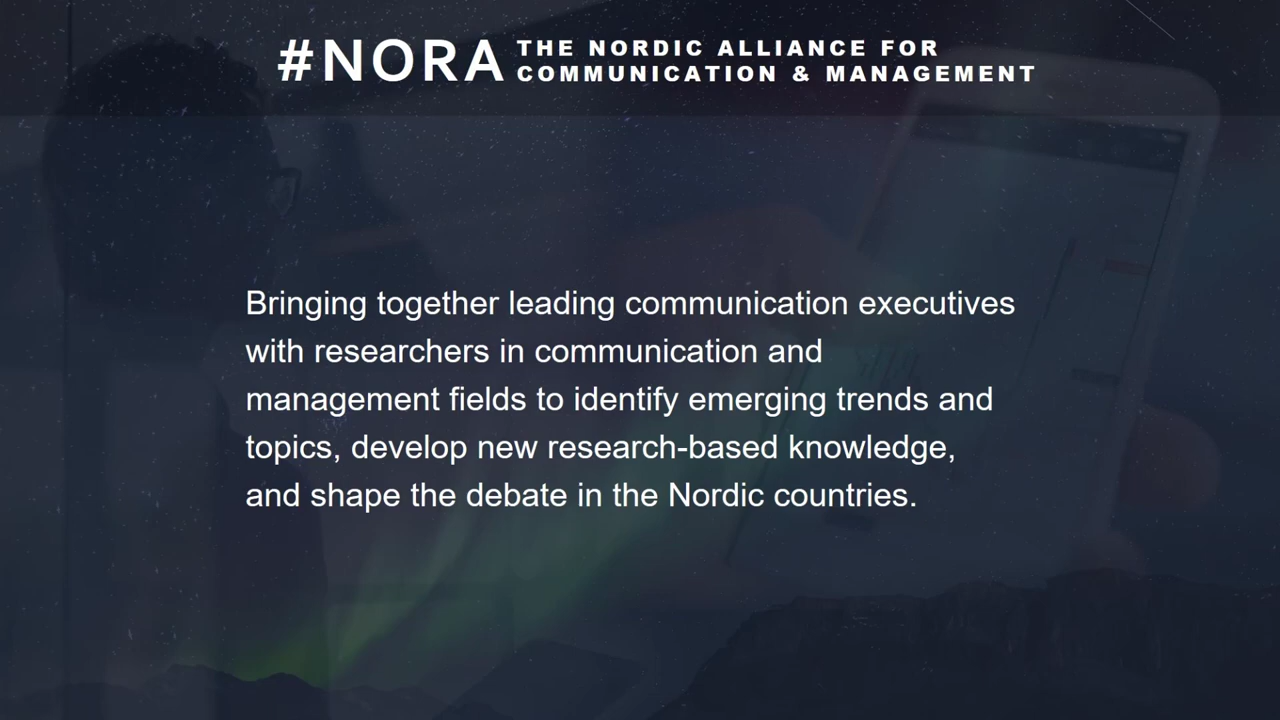 #NORA THE NORDIC ALLIANCE FOR
COMMUNICATION & MANAGEMENT
Bringing together leading communication executives
with researchers in communication and
management fields to identify emerging trends and
topics, develop new research-based knowledge,
and shape the debate in the Nordic countries.